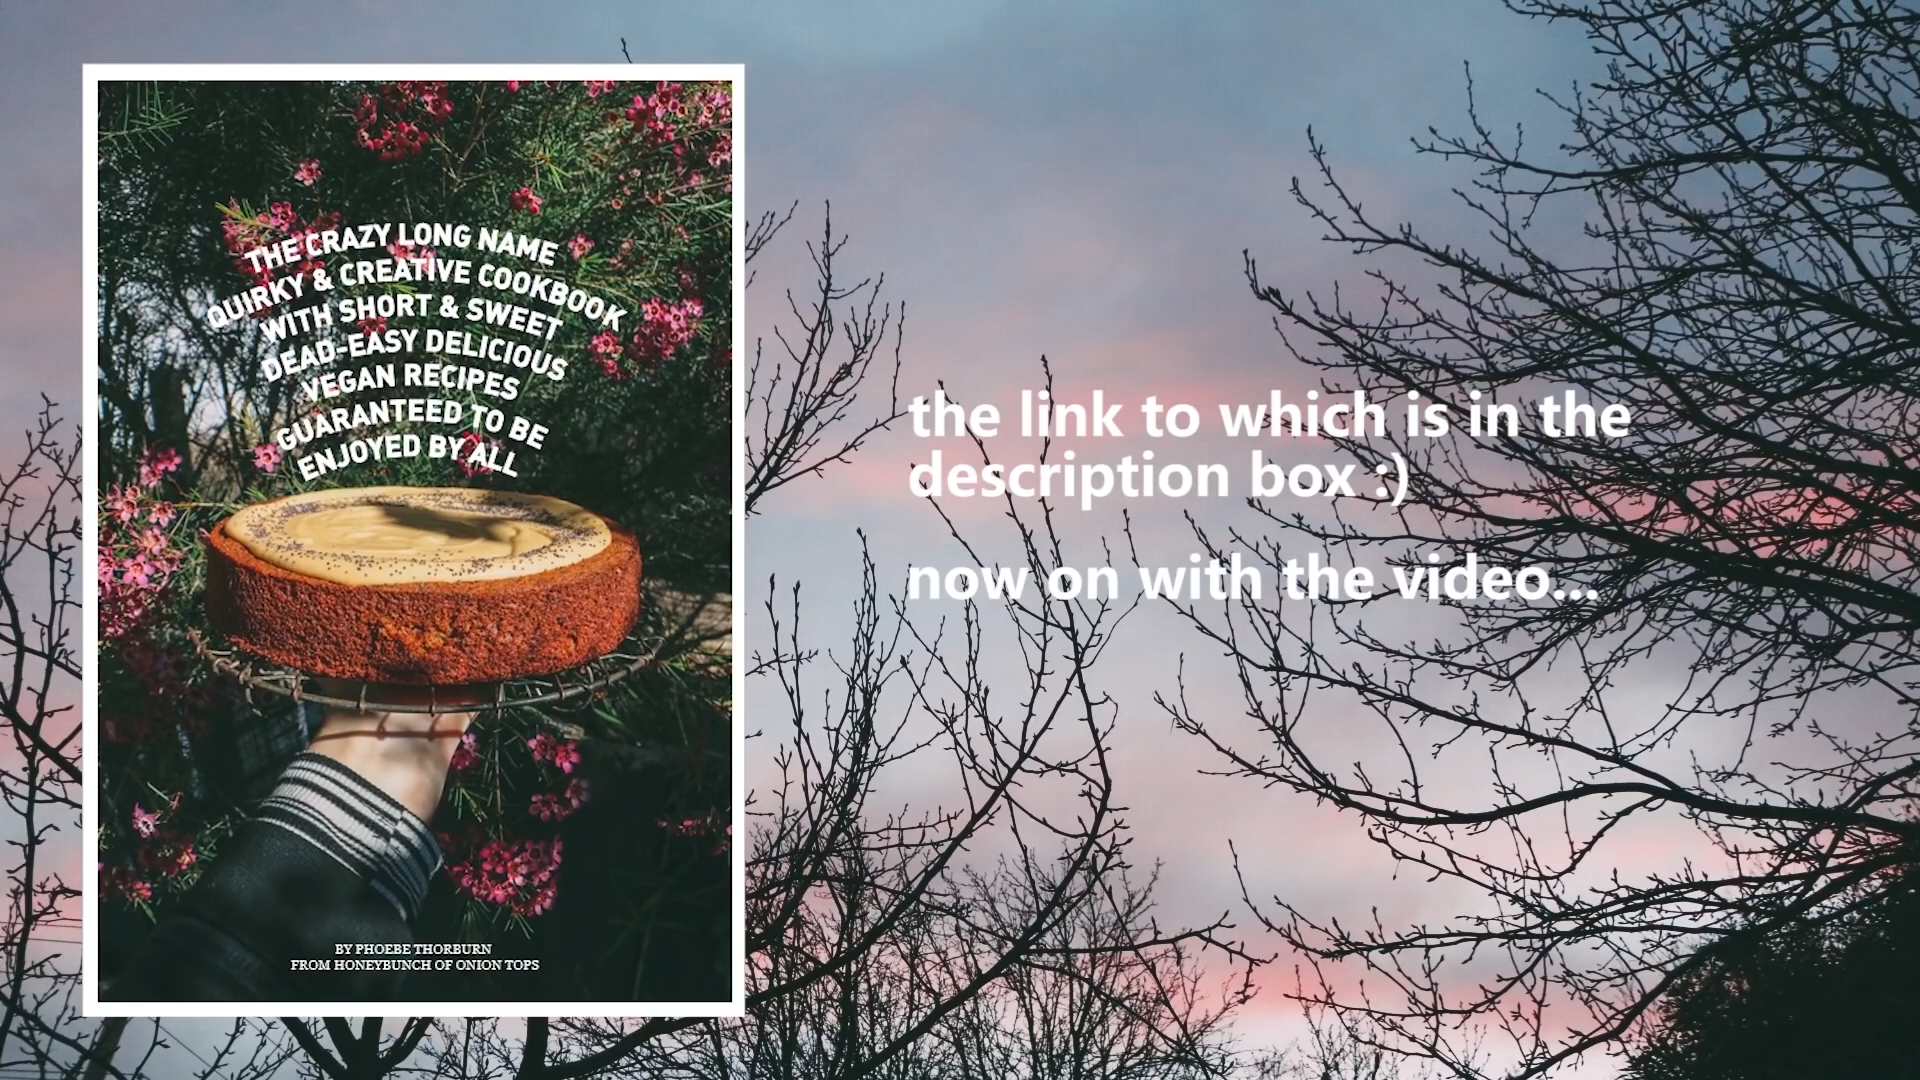 THE CRAZY LONG NAME
QUIRKY & CREATIVE COOKBOOK
WITH SHORT & SWEET
DEAD-EASY DELICIOUS
VEGAN RECIPES
GUARANTEED TO BE
ENJOYED BY ALL
BY PHOEBE THORBURN
FROM HONEYBUNCH OF ONION TOPS
the link to which is in the
description box :)
now on with the video...